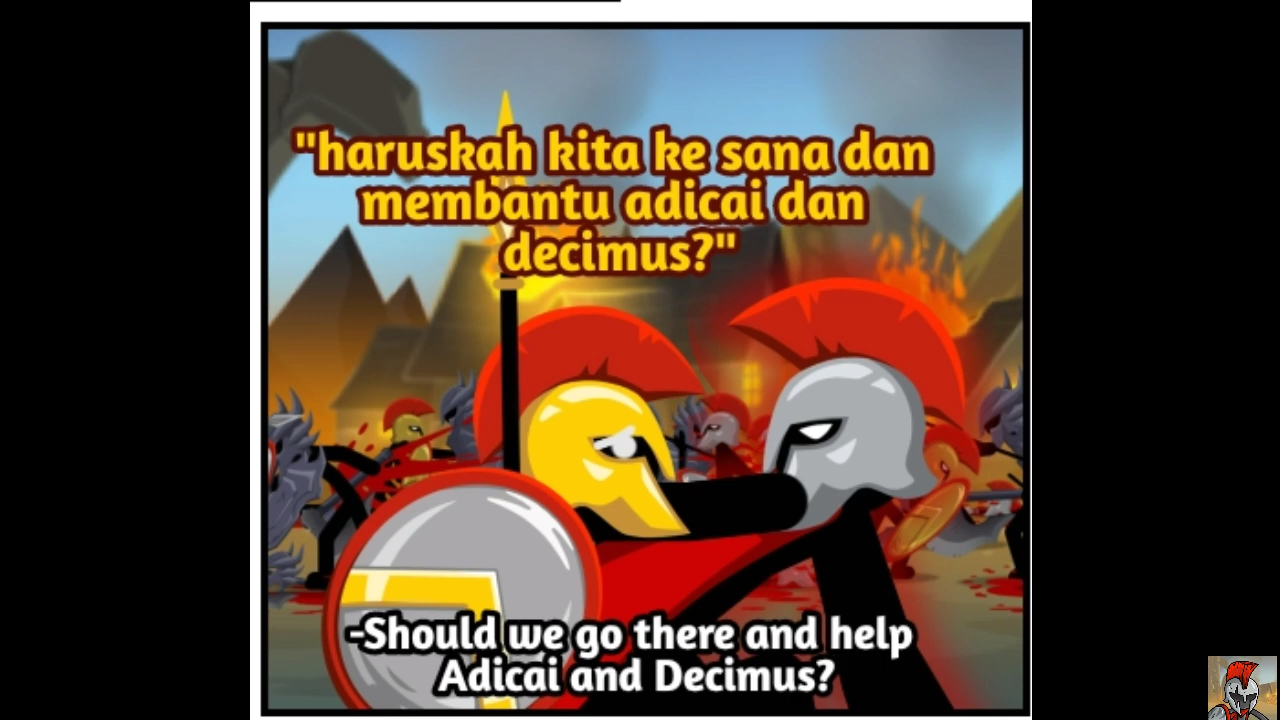 "haruskah kita ke sana dan
membantu adicai dan
decimus?"
-Should we go there and help
Adicai and Decimus?